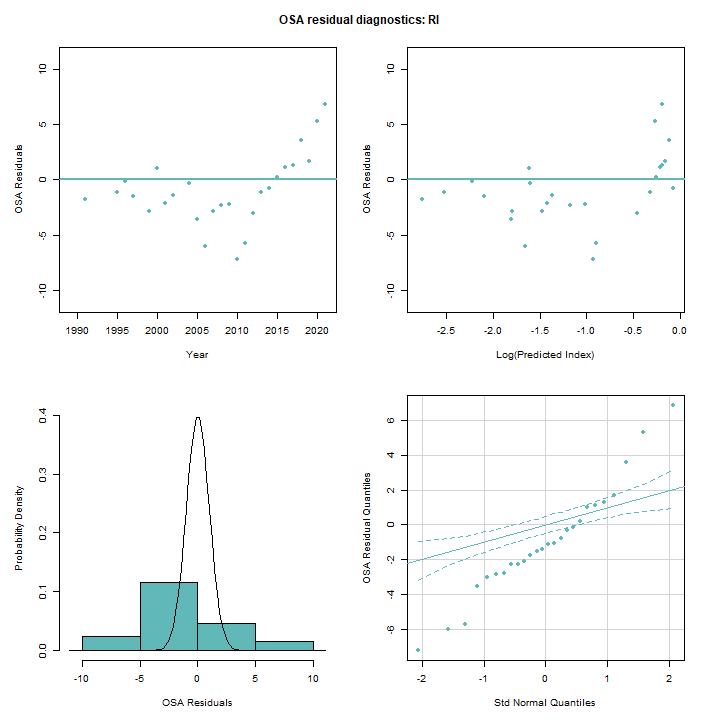 OSA residual diagnostics: RI
OSA Residuals
10
5
0
-5
-10
1990 1995 2000 2005 2010 2015 2020
Year
OSA Residuals
10
5
0
-5
-10
-2.5 -2.0 -1.5 -1.0 -0.5 0.0
Log(Predicted Index)
Probability Density
0.4
0.3
0.2
0.1
0.0
-10 -5 0 5 10
OSA Residuals
OSA Residual Quantiles
6
4
2
0
-2
-4
-6
-2 -1 0 1 2
Std Normal Quantiles